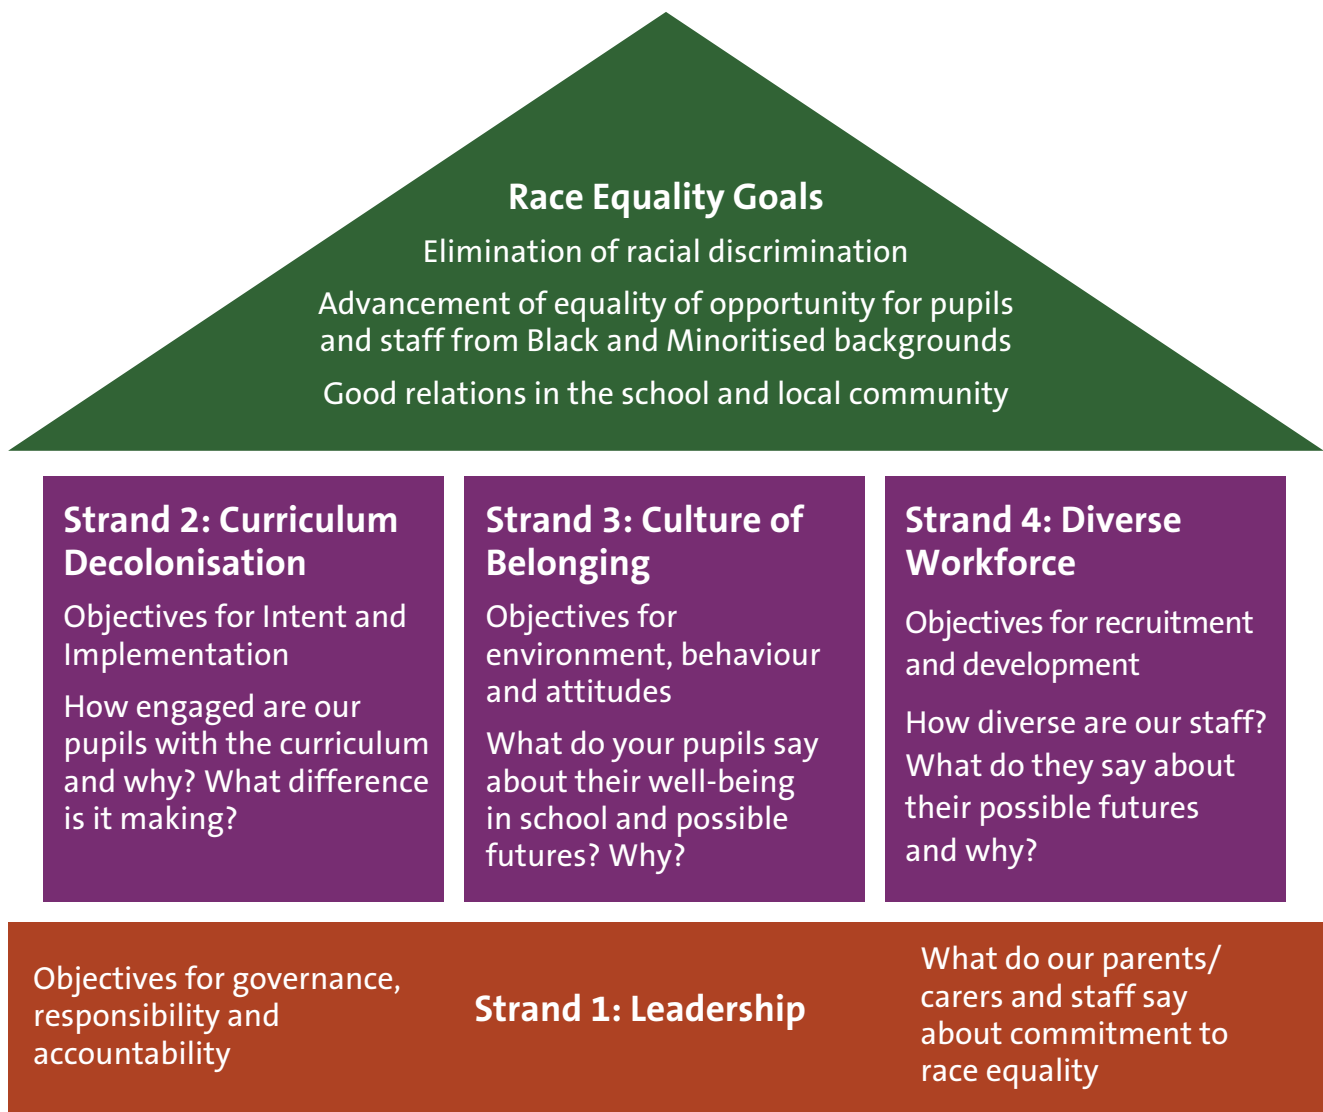 Race Equality Goals
Elimination of racial discrimination
Advancement of equality of opportunity for pupils
and staff from Black and Minoritised backgrounds
Good relations in the school and local community
Strand 2: Curriculum
Decolonisation
Objectives for Intent and
Implementation
How engaged are our
pupils with the curriculum
and why? What difference
is it making?
Strand 3: Culture of
Belonging
Objectives for
environment, behaviour
and attitudes
What do your pupils say
about their well-being
in school and possible
futures? Why?
Strand 4: Diverse
Workforce
Objectives for recruitment
and development
How diverse are our staff?
What do they say about
their possible futures
and why?
Objectives for governance,
responsibility and
accountability
Strand 1: Leadership
What do our parents/
carers and staff say
about commitment to
race equality